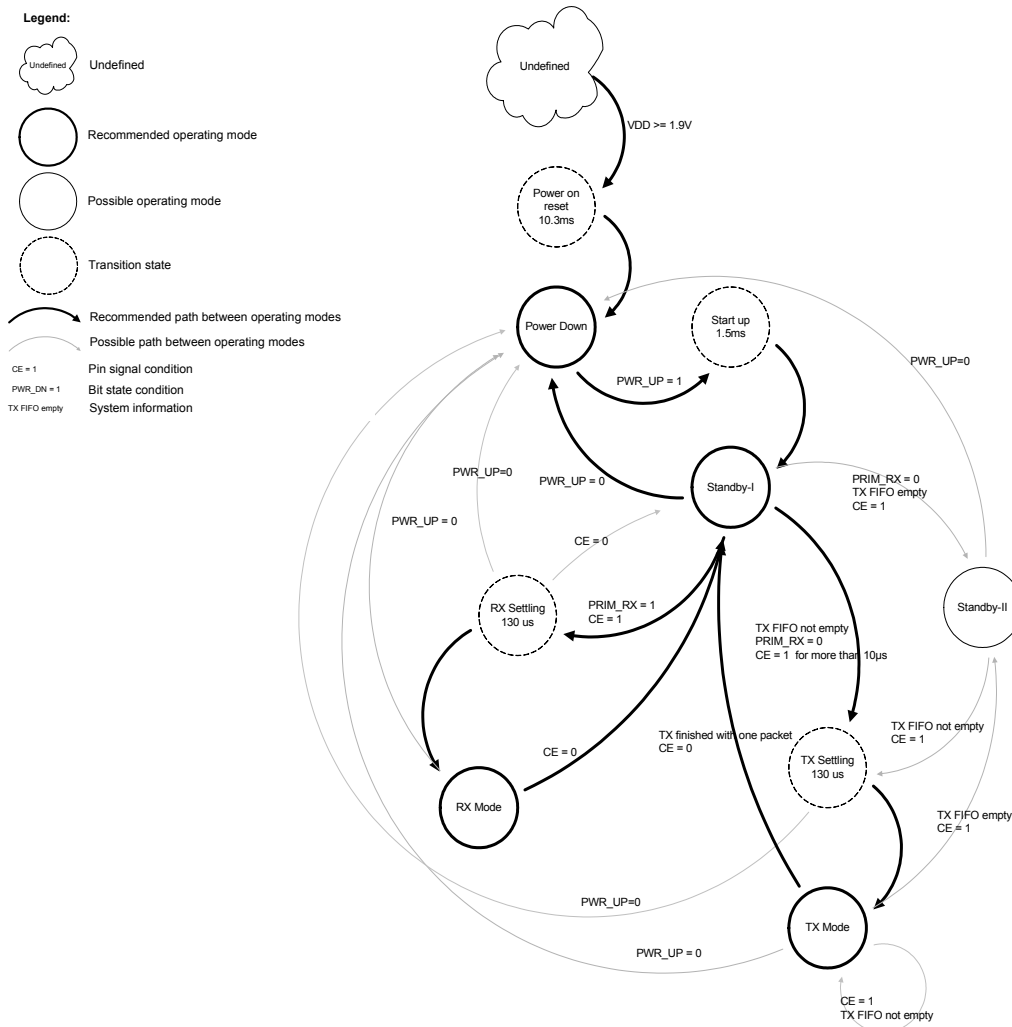 Legend:
Undefined
Undefined
Recommended operating mode
Possible operating mode
Transition state
Recommended path between operating modes
Possible path between operating modes
CE = 1
Pin signal condition
PWR_DN = 1
Bit state condition
TX FIFO empty
System information
Undefined
VDD >= 1.9V
Power on
reset
10.3ms
Power Down
Start up
1.5ms
PWR_UP = 1
PWR_UP=0
PWR_UP=0
PWR_UP = 0
Standby-I
PRIM_RX = 0
TX FIFO empty
CE = 1
PWR_UP = 0
CE = 0
RX Settling
130 us
PRIM_RX = 1
CE = 1
Standby-II
TX FIFO not empty
PRIM_RX = 0
CE = 1 for more than 10µs
TX FIFO not empty
CE = 1
CE = 0
TX finished with one packet
CE = 0
TX Settling
130 us
RX Mode
TX FIFO empty
CE = 1
PWR_UP=0
TX Mode
PWR_UP = 0
CE = 1
TX FIFO not empty